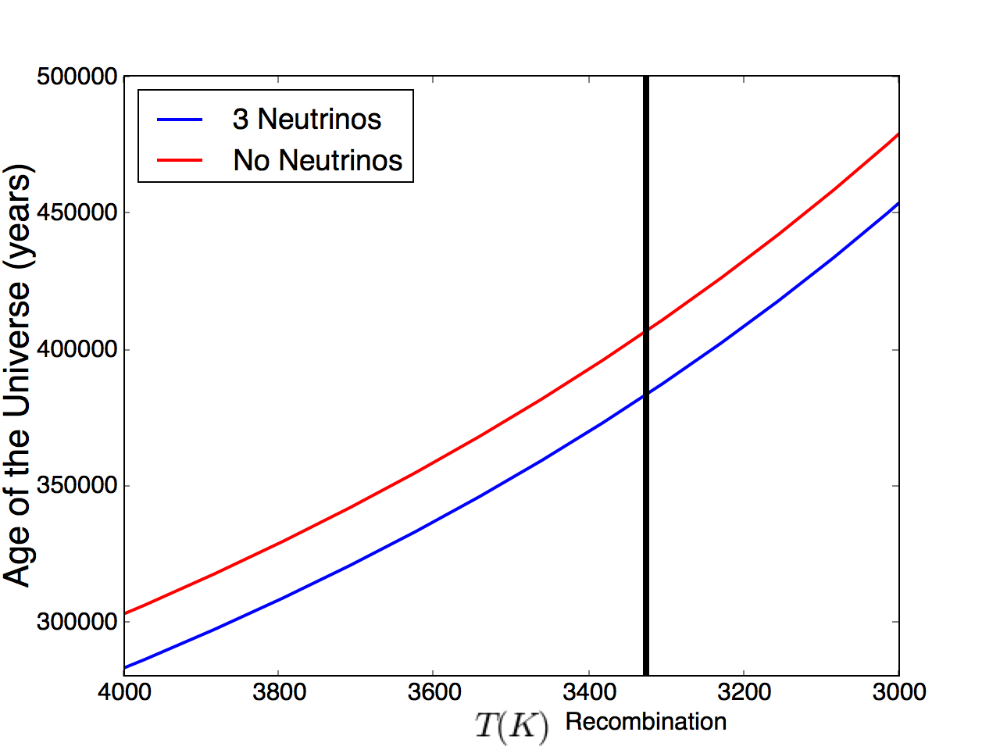 500000
450000
400000
350000
300000
Age of the Universe (years)
3 Neutrinos
No Neutrinos
4000 3800 3600 3400 3200 3000
T(K) Recombination